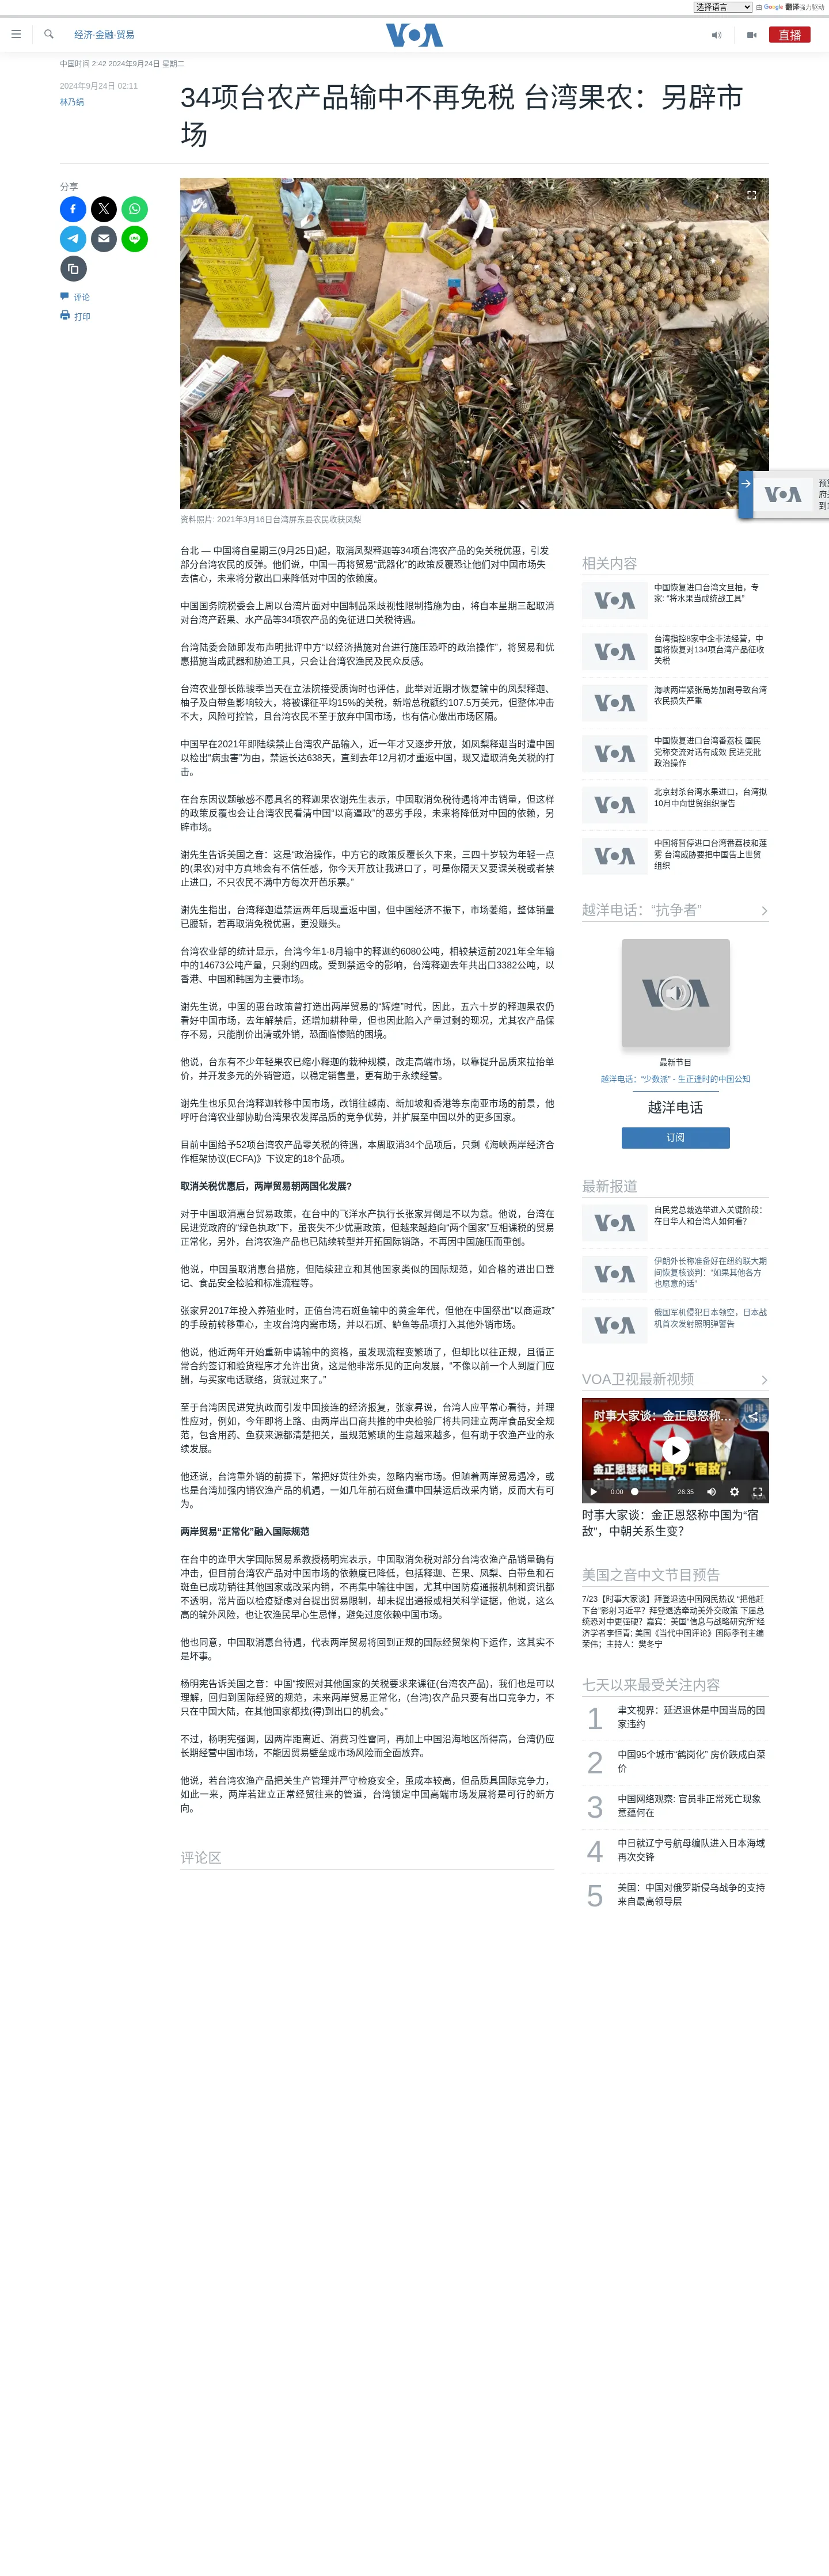 选择语言
由 Google 翻译强力驱动
经济·金融·贸易
VOA
直播
中国时间 2:42 2024年9月24日 星期二
2024年9月24日 02:11
林乃绢
34项台农产品输中不再免税 台湾果农：另辟市
场
分享
评论
打印
资料照片: 2021年3月16日台湾屏东县农民收获凤梨
台北 — 中国将自星期三(9月25日)起，取消凤梨释迦等34项台湾农产品的免关税优惠，引发
部分台湾农民的反弹。他们说，中国一再将贸易“武器化”的政策反覆恐让他们对中国市场失
去信心，未来将分散出口来降低对中国的依赖度。
中国国务院税委会上周以台湾片面对中国制品采歧视性限制措施为由，将自本星期三起取消
对台湾产蔬果、水产品等34项农产品的免征进口关税待遇。
台湾陆委会随即发布声明批评中方“以经济措施对台进行施压恐吓的政治操作”，将贸易和优
惠措施当成武器和胁迫工具，只会让台湾农渔民及民众反感。
台湾农业部长陈骏季当天在立法院接受质询时也评估，此举对近期才恢复输中的凤梨释迦、
柚子及白带鱼影响较大，将被课征平均15%的关税，新增总税额约107.5万美元，但整体冲击
不大，风险可控管，且台湾农民不至于放弃中国市场，也有信心做出市场区隔。
中国早在2021年即陆续禁止台湾农产品输入，近一年才又逐步开放，如凤梨释迦当时遭中国
以检出“病虫害”为由，禁运长达638天，直到去年12月初才重返中国，现又遭取消免关税的打
击。
在台东因议题敏感不愿具名的释迦果农谢先生表示，中国取消免税待遇将冲击销量，但这样
的政策反覆也会让台湾农民看清中国“以商逼政”的恶劣手段，未来将降低对中国的依赖，另
辟市场。
谢先生告诉美国之音：这是“政治操作，中方它的政策反覆长久下来，三四十岁较为年轻一点
的(果农)对中方真地会有不信任感，你今天开放让我进口了，可是你隔天又要课关税或者禁
止进口，不只农民不满中方每次开芭乐票。”
谢先生指出，台湾释迦遭禁运两年后现重返中国，但中国经济不振下，市场萎缩，整体销量
已腰斩，若再取消免税优惠，更没赚头。
台湾农业部的统计显示，台湾今年1-8月输中的释迦约6080公吨，相较禁运前2021年全年输
中的14673公吨产量，只剩约四成。受到禁运令的影响，台湾释迦去年共出口3382公吨，以
香港、中国和韩国为主要市场。
谢先生说，中国的惠台政策曾打造出两岸贸易的“辉煌”时代，因此，五六十岁的释迦果农仍
看好中国市场，去年解禁后，还增加耕种量，但也因此陷入产量过剩的现况，尤其农产品保
存不易，只能削价出清或外销，恐面临惨赔的困境。
他说，台东有不少年轻果农已缩小释迦的栽种规模，改走高端市场，以靠提升品质来拉抬单
价，并开发多元的外销管道，以稳定销售量，更有助于永续经营。
谢先生也乐见台湾释迦转移中国市场，改销往越南、新加坡和香港等东南亚市场的前景，他
呼吁台湾农业部协助台湾果农发挥品质的竞争优势，并扩展至中国以外的更多国家。
目前中国给予52项台湾农产品零关税的待遇，本周取消34个品项后，只剩《海峡两岸经济合
作框架协议(ECFA)》下议定的18个品项。
取消关税优惠后，两岸贸易朝两国化发展?
对于中国取消惠台贸易政策，在台中的飞洋水产执行长张家昇倒是不以为意。他说，台湾在
民进党政府的“绿色执政”下，虽丧失不少优惠政策，但越来越趋向“两个国家”互相课税的贸易
正常化，另外，台湾农渔产品也已陆续转型并开拓国际销路，不再因中国施压而重创。
他说，中国虽取消惠台措施，但陆续建立和其他国家类似的国际规范，如合格的进出口登
记、食品安全检验和标准流程等。
张家昇2017年投入养殖业时，正值台湾石斑鱼输中的黄金年代，但他在中国祭出“以商逼政”
的手段前转移重心，主攻台湾内需市场，并以石斑、鲈鱼等品项打入其他外销市场。
他说，他近两年开始重新申请输中的资格，虽发现流程变繁琐了，但却比以往正规，且循正
常合约签订和验货程序才允许出货，这是他非常乐见的正向发展，“不像以前一个人到厦门应
酬，与买家电话联络，货就过来了。”
至于台湾因民进党执政而引发中国接连的经济报复，张家昇说，台湾人应平常心看待，并理
性应对，例如，今年即将上路、由两岸出口商共推的中央检验厂将共同建立两岸食品安全规
范，包含用药、鱼获来源都清楚把关，虽规范繁琐的生意越来越多，但有助于农渔产业的永
续发展。
他还说，台湾重外销的前提下，常把好货往外卖，忽略内需市场。但随着两岸贸易遇冷，或
也是台湾加强内销农渔产品的机遇，一如几年前石斑鱼遭中国禁运后改采内销，反而大有可
为。
两岸贸易“正常化”融入国际规范
在台中的逢甲大学国际贸易系教授杨明宪表示，中国取消免税对部分台湾农渔产品销量确有
冲击，但目前台湾农产品对中国市场的依赖度已降低，包括释迦、芒果、凤梨、白带鱼和石
斑鱼已成功销往其他国家或改采内销，不再集中输往中国，尤其中国防疫通报机制和资讯都
不透明，常片面以检疫疑虑对台提出贸易限制，却未提出通报或相关科学证据，他说，这么
高的输外风险，也让农渔民早心生忌惮，避免过度依赖中国市场。
他也同意，中国取消惠台待遇，代表两岸贸易将回到正规的国际经贸架构下运作，这其实不
是坏事。
杨明宪告诉美国之音：中国“按照对其他国家的关税要求来课征(台湾农产品)，我们也是可以
理解，回归到国际经贸的规范，未来两岸贸易正常化，(台湾)农产品只要有出口竞争力，不
只在中国大陆，在其他国家都找(得)到出口的机会。”
不过，杨明宪强调，因两岸距离近、消费习性雷同，再加上中国沿海地区所得高，台湾仍应
长期经营中国市场，不能因贸易壁垒或市场风险而全面放弃。
他说，若台湾农渔产品把关生产管理并严守检疫安全，虽成本较高，但品质具国际竞争力，
如此一来，两岸若建立正常经贸往来的管道，台湾锁定中国高端市场发展将是可行的新方
向。
评论区
相关内容
中国恢复进口台湾文旦柚，专
家: “将水果当成统战工具”
台湾指控8家中企非法经营，中
国将恢复对134项台湾产品征收
关税
海峡两岸紧张局势加剧导致台湾
农民损失严重
中国恢复进口台湾番荔枝 国民
党称交流对话有成效 民进党批
政治操作
北京封杀台湾水果进口，台湾拟
10月中向世贸组织提告
中国将暂停进口台湾番荔枝和莲
雾 台湾威胁要把中国告上世贸
组织
越洋电话：“抗争者”
最新节目
越洋电话：“少数派” - 生正逢时的中国公知
越洋电话
订阅
最新报道
自民党总裁选举进入关键阶段：
在日华人和台湾人如何看?
伊朗外长称准备好在纽约联大期
间恢复核谈判：“如果其他各方
也愿意的话”
俄国军机侵犯日本领空，日本战
机首次发射照明弹警告
VOA卫视最新视频
时事大家谈：金正恩怒称…
金正恩怒称中国为“宿敌”，
0:00
26:35
时事大家谈：金正恩怒称中国为“宿
敌”，中朝关系生变?
美国之音中文节目预告
7/23【时事大家谈】拜登退选中国网民热议 “把他赶
下台”影射习近平? 拜登退选牵动美外交政策 下届总
统恐对中更强硬? 嘉宾：美国“信息与战略研究所”经
济学者李恒青; 美国《当代中国评论》国际季刊主编
荣伟；主持人：樊冬宁
七天以来最受关注内容
1
聿文视界：延迟退休是中国当局的国
家违约
2
中国95个城市“鹤岗化” 房价跌成白菜
价
3
中国网络观察: 官员非正常死亡现象
意蕴何在
4
中日就辽宁号航母编队进入日本海域
再次交锋
5
美国：中国对俄罗斯侵乌战争的支持
来自最高领导层